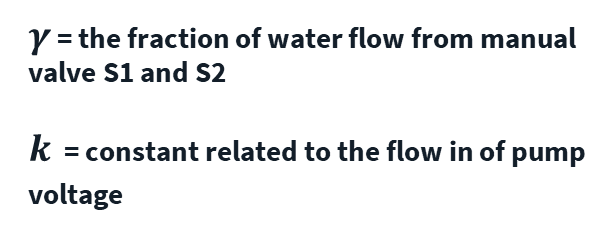 γ = the fraction of water flow from manual
valve S1 and S2
k = constant related to the flow in of pump
voltage